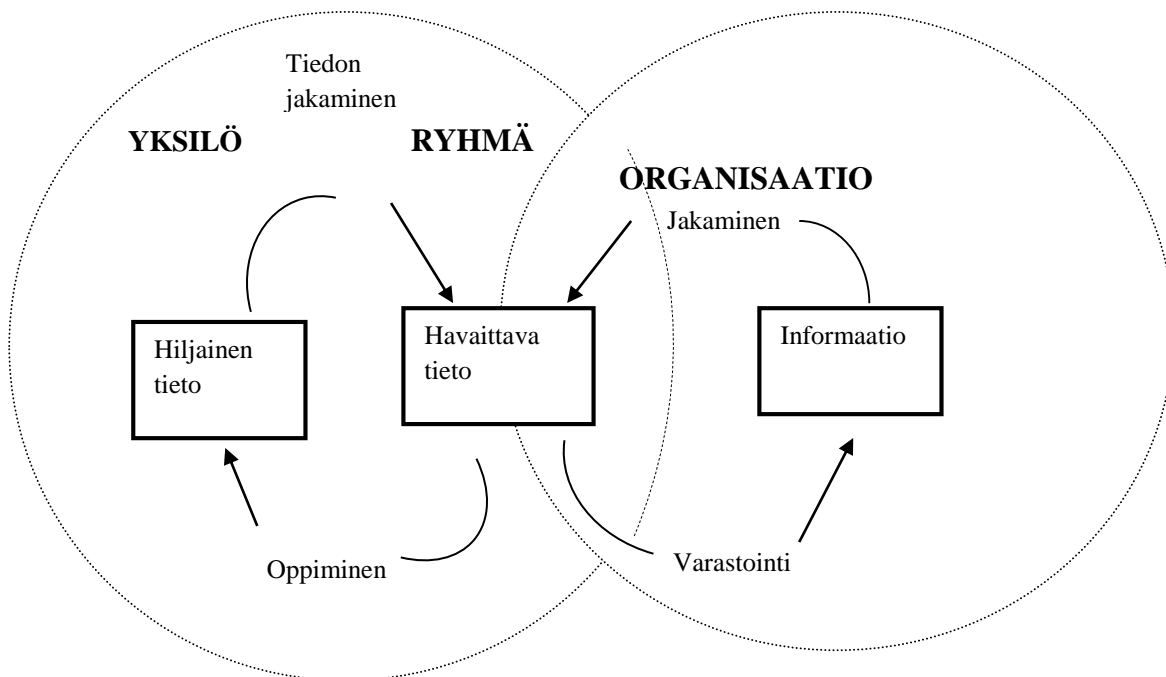 Tiedon
jakaminen
YKSILÖ
RYHMÄ
ORGANISAATIO
Jakaminen
Hiljainen
tieto
Havaittava
tieto
Informaatio
Oppiminen
Varastointi